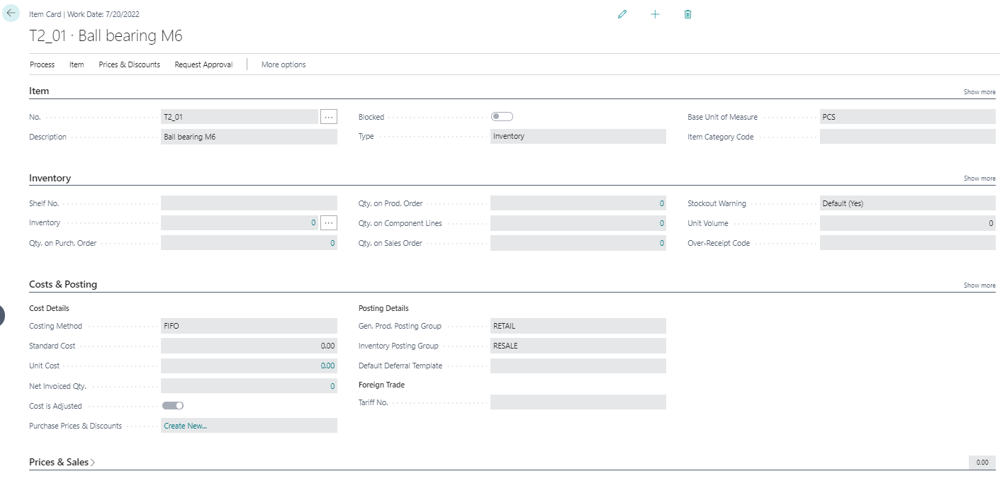 Item Card | Work Date: 7/20/2022
T2_01 · Ball bearing M6
Process Item Prices & Discounts Request Approval More options
Item Show more
No. T2_01 ... Blocked Base Unit of Measure PCS
Description Ball bearing M6 Type Inventory Item Category Code
Inventory Show more
Shelf No. Qty. on Prod. Order 0 Stockout Warning Default (Yes)
Inventory 0 ... Qty. on Component Lines 0 Unit Volume 0
Qty. on Purch. Order 0 Qty. on Sales Order 0 Over-Receipt Code
Costs & Posting Show more
Cost Details Posting Details
Costing Method FIFO Gen. Prod. Posting Group RETAIL
Standard Cost 0.00 Inventory Posting Group RESALE
Unit Cost 0.00 Default Deferral Template
Net Invoiced Qty. 0 Foreign Trade
Cost is Adjusted Tariff No.
Purchase Prices & Discounts Create New...
Prices & Sales 0.00